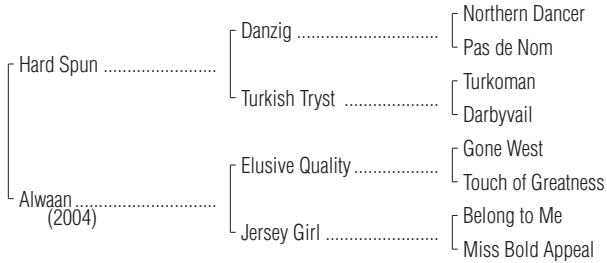 Northern Dancer
Danzig ...................................
Pas de Nom
Hard Spun ............................
Turkoman
Turkish Tryst .......................
Darbyvail
Gone West
Elusive Quality .....................
Touch of Greatness
Alwaan ...................................
(2004)
Belong to Me
Jersey Girl ............................
Miss Bold Appeal